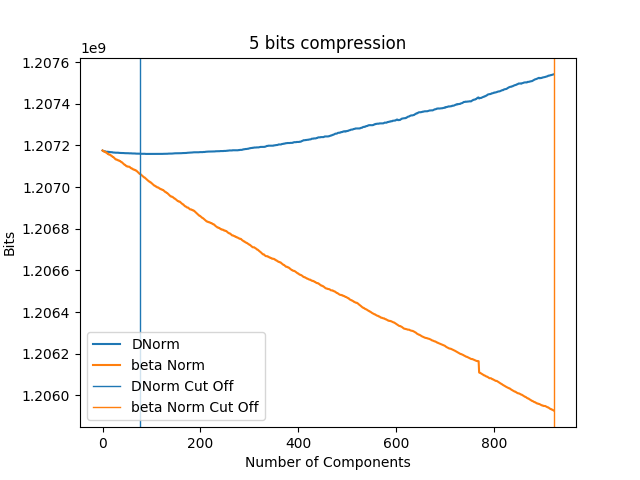 5 bits compression
1e9
1.2076
1.2074
1.2072
1.2070
1.2068
1.2066
1.2064
1.2062
1.2060
Bits
DNorm
beta Norm
DNorm Cut Off
beta Norm Cut Off
0 200 400 600 800
Number of Components